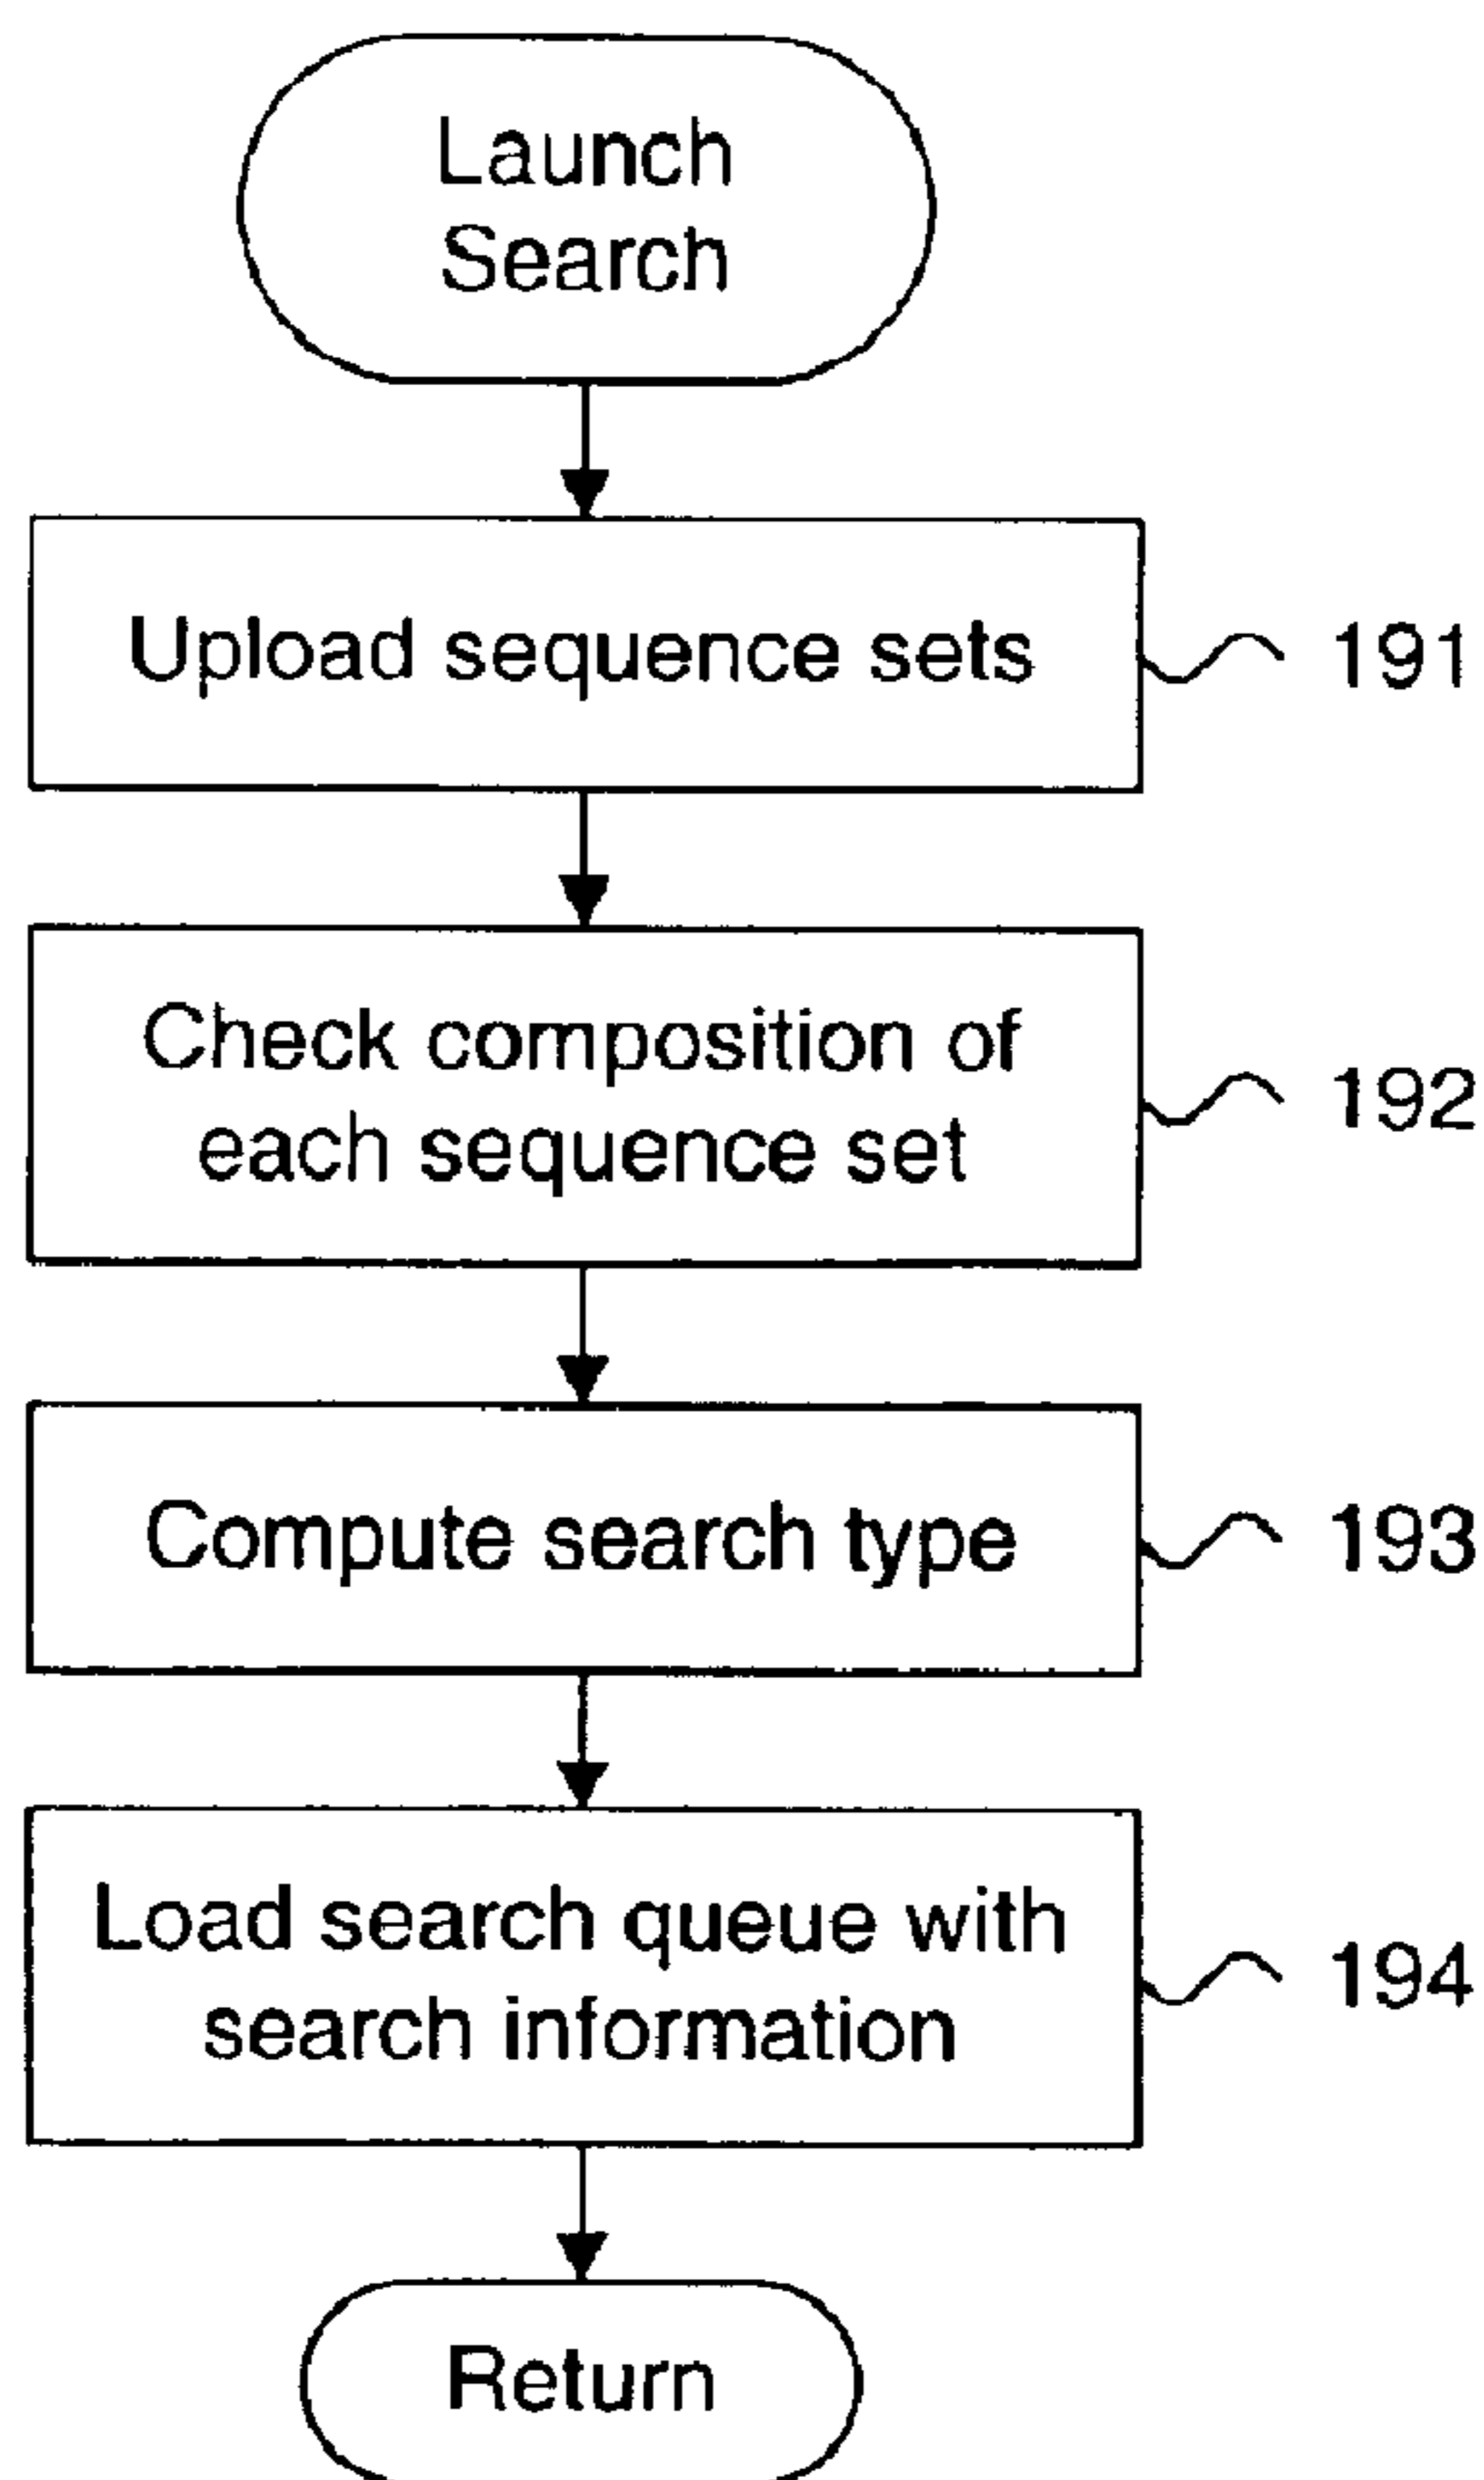 Launch
Search
Upload sequence sets
191
Check composition of
each sequence set
192
Compute search type
193
Load search queue with
search information
194
Return